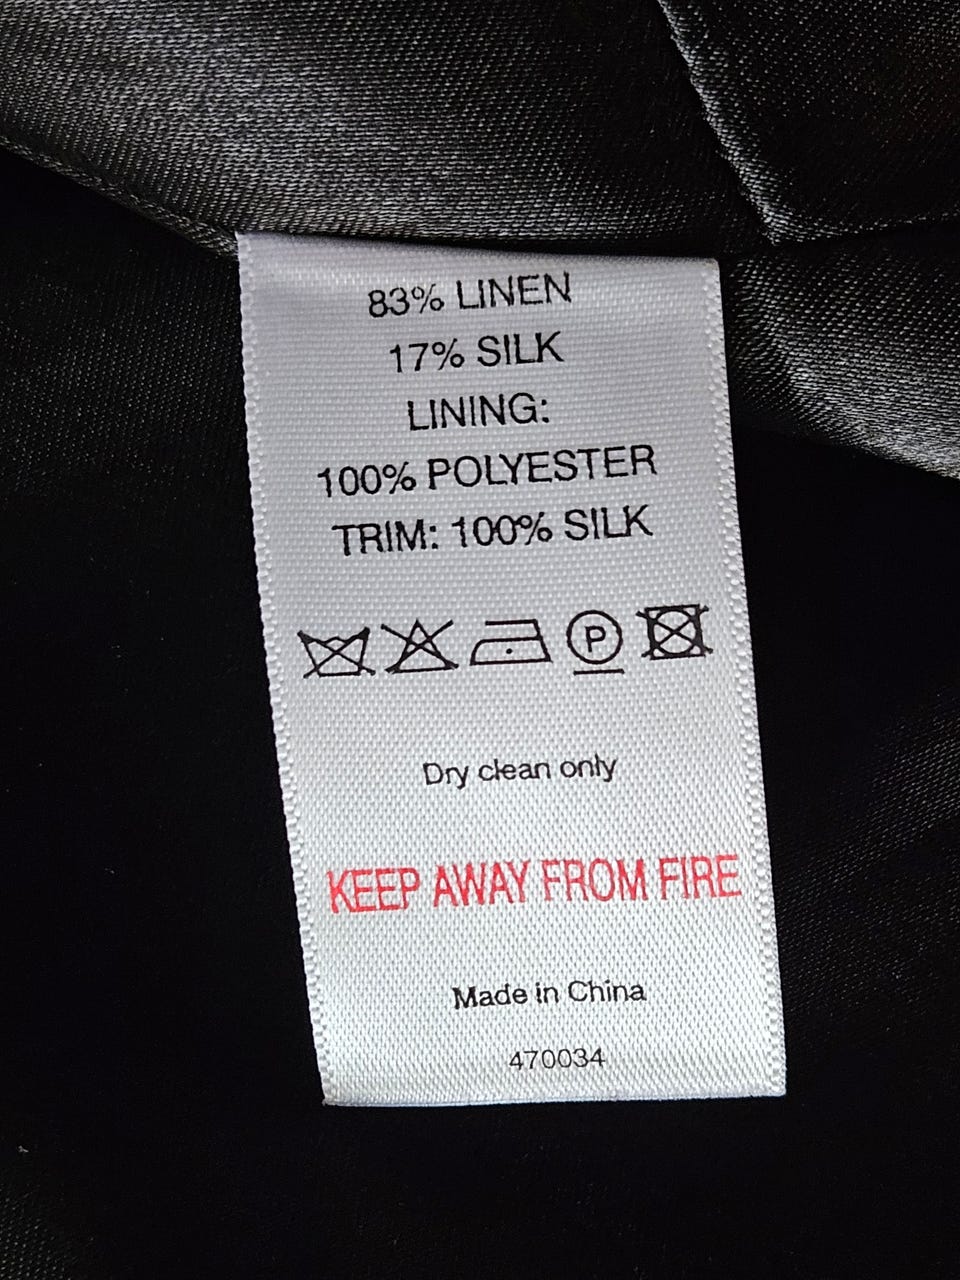 83% LINEN
17% SILK
LINING:
100% POLYESTER
TRIM: 100% SILK
P
Dry clean only
KEEP AWAY FROM FIRE
Made in China
470034